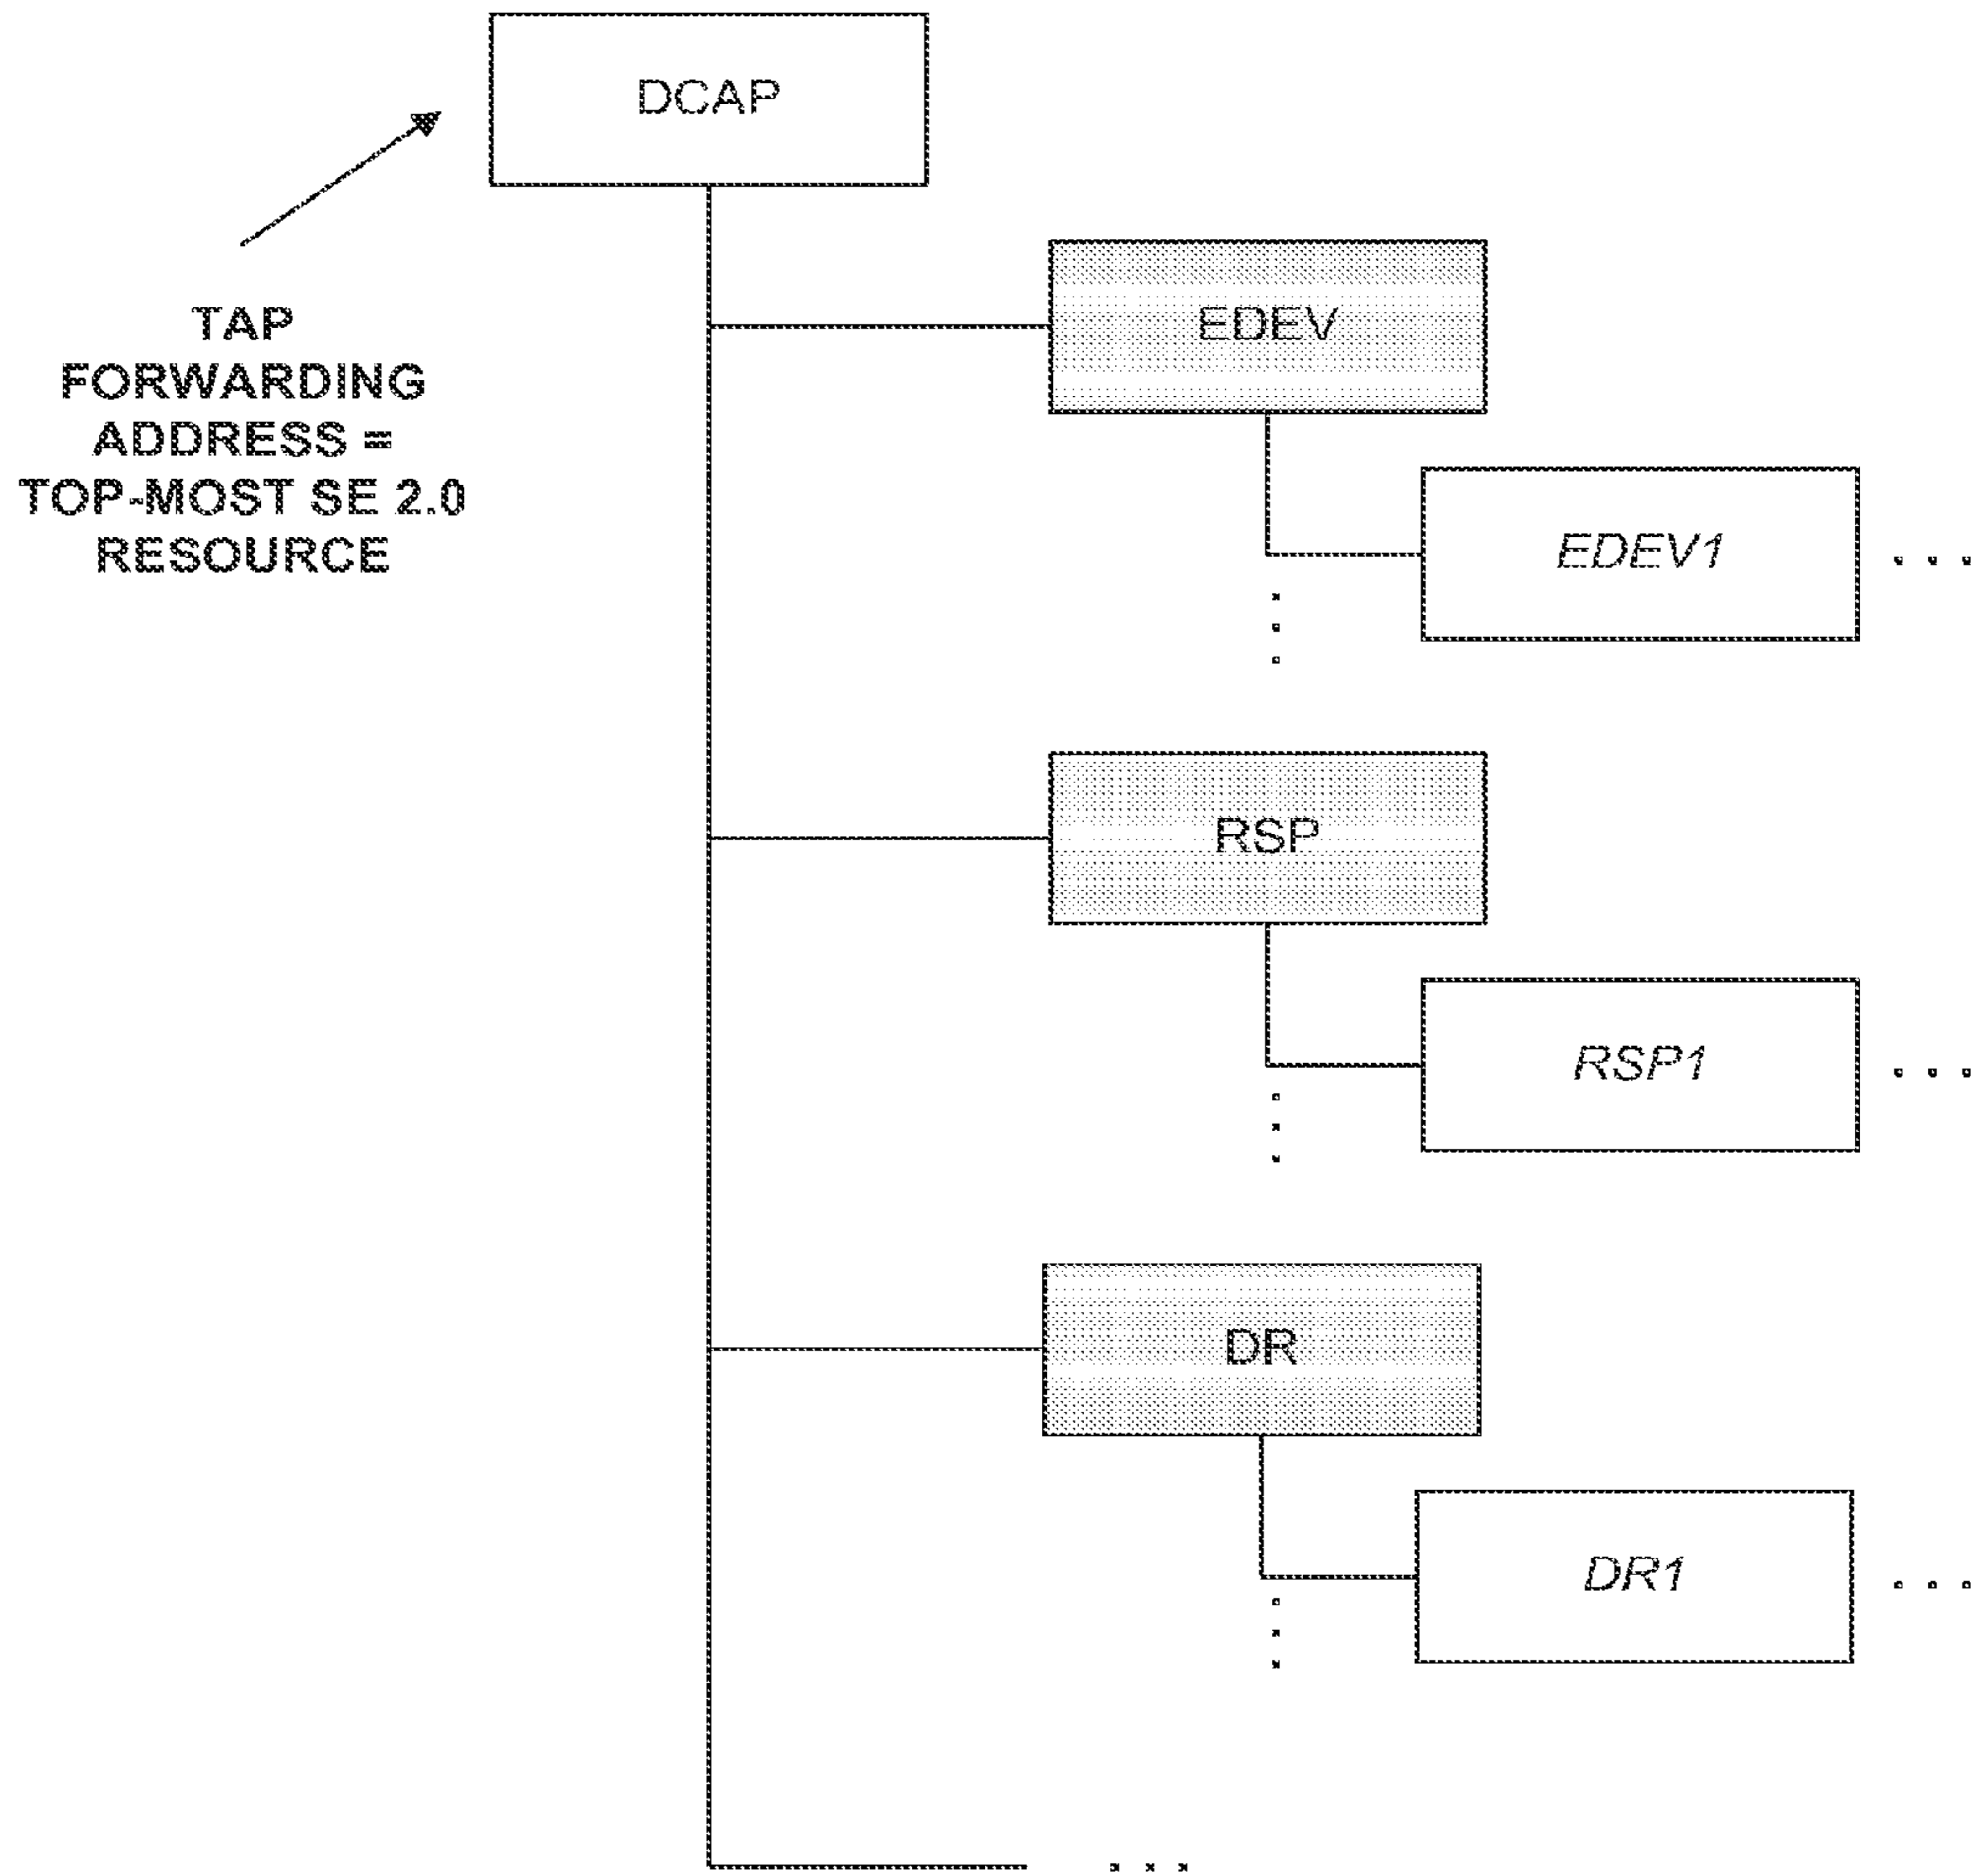 DCAP
TAP
FORWARDING
ADDRESS =
TOP-MOST SE 2.0
RESOURCE
EDEV
EDEV1 . . .
RSP
RSP1 . . .
DR
DR1 . . .
. . .